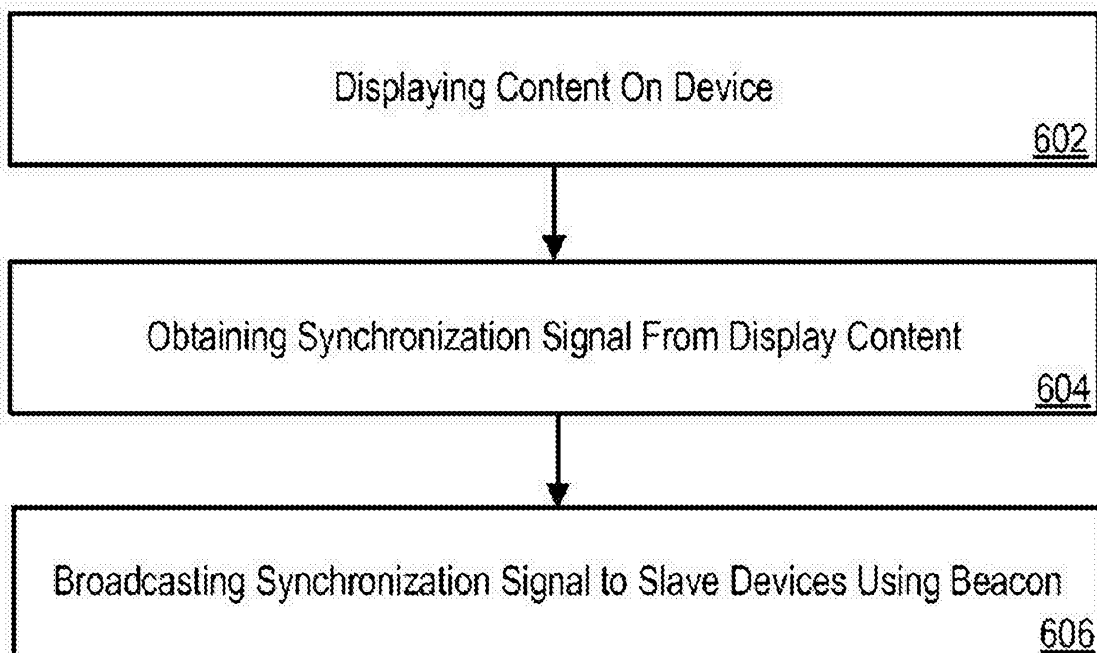 Displaying Content On Device
602
Obtaining Synchronization Signal From Display Content
604
Broadcasting Synchronization Signal to Slave Devices Using Beacon
606